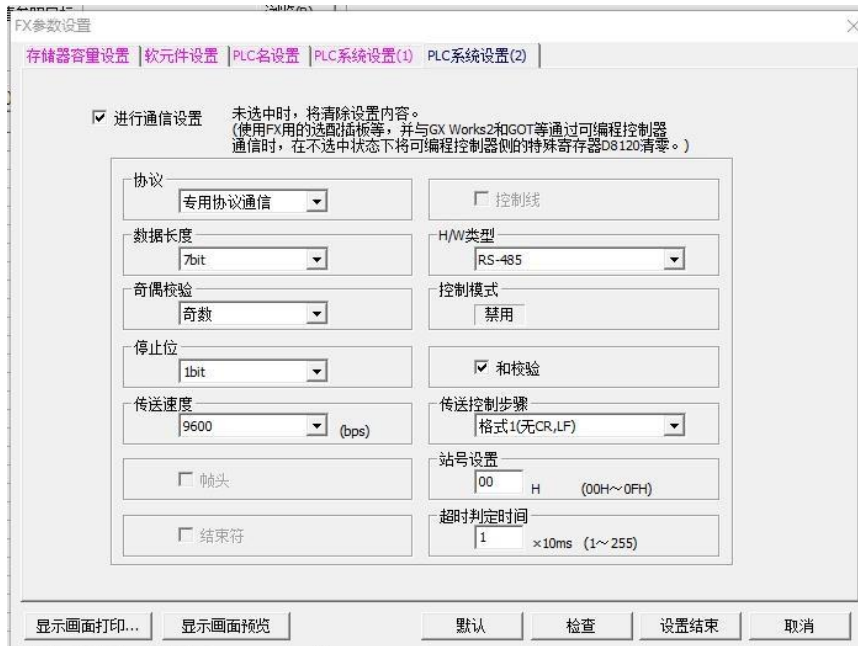 FX参数设置
存储器容量设置 软元件设置 PLC名设置 PLC系统设置(1) PLC系统设置(2)
进行通信设置
未选中时，将清除设置内容。
(使用FX用的选配插板等，并与GX Works2和GOT等通过可编程控制器
通信时，在不选中状态下将可编程控制器侧的特殊寄存器D8120清零。)
协议
专用协议通信
控制线
数据长度
7bit
H/W类型
RS-485
奇偶校验
奇数
控制模式
禁用
停止位
1bit
和校验
传送速度
9600 (bps)
传送控制步骤
格式1(无CR,LF)
帧头
站号设置
00 H (00H～0FH)
结束符
超时判定时间
1 ×10ms (1～255)
显示画面打印... 显示画面预览 默认 检查 设置结束 取消